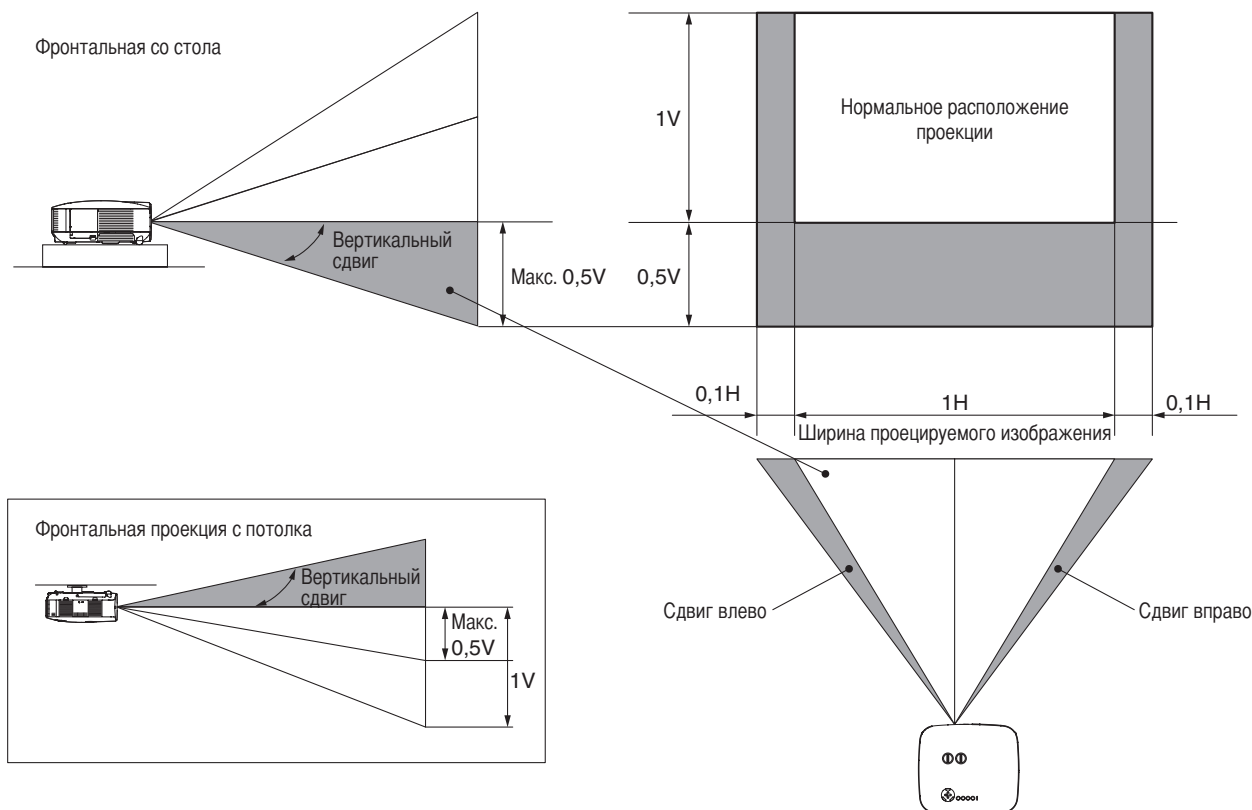 Фронтальная со стола
Вертикальный
сдвиг
Макс. 0,5V
1V
0,5V
Нормальное расположение
проекции
0,1H
1H
0,1H
Ширина проецируемого изображения
Фронтальная проекция с потолка
Вертикальный
сдвиг
Макс.
0,5V
1V
Сдвиг влево
Сдвиг вправо